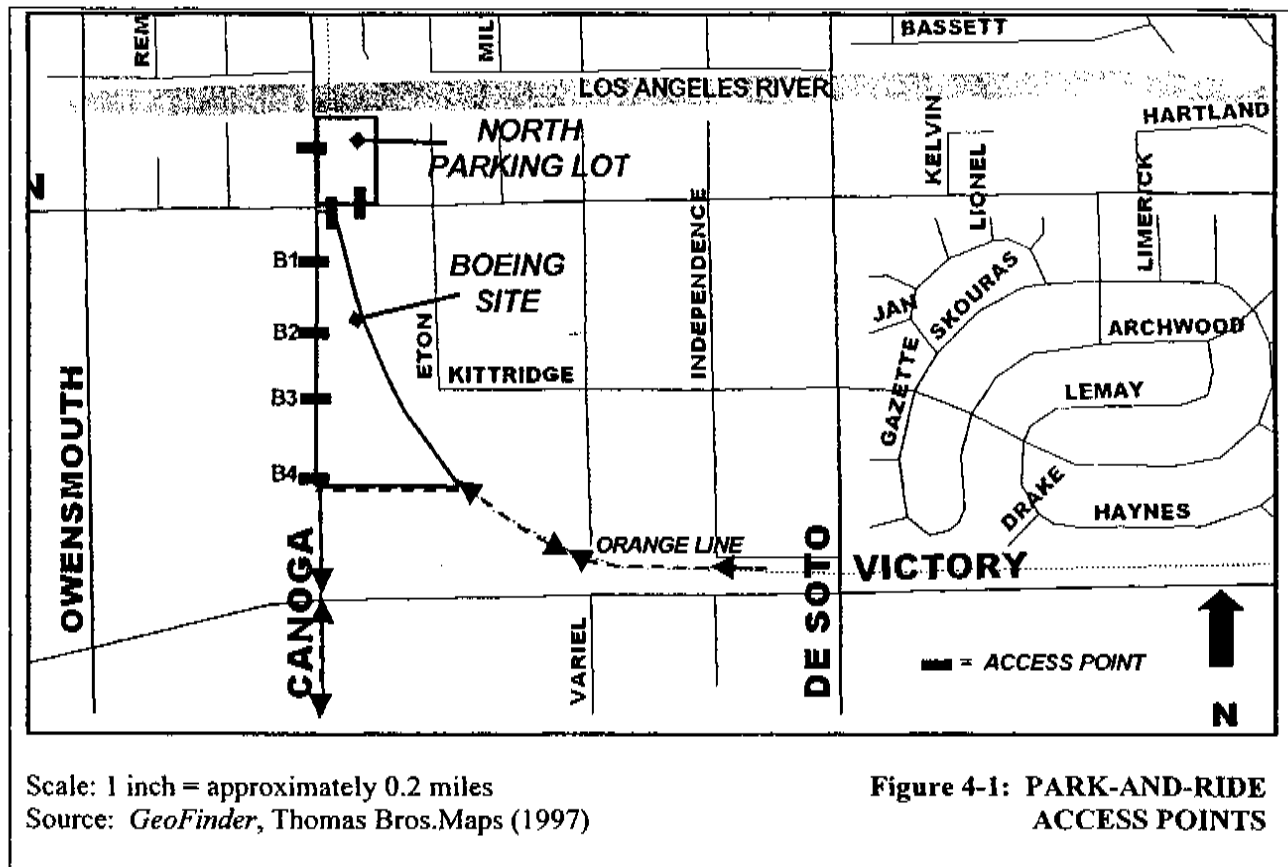 REM
MIL
BASSETT
LOS ANGELES RIVER
HARTLAND
KELVIN
LIONEL
LIMERICK
NORTH
PARKING LOT
INDEPENDENCE
B1
BOEING
SITE
SKOURAS
JAN
B2
ETON
ARCHWOOD
GAZETTE
KITTRIDGE
B3
LEMAY
OWENSMOUTH
B4
DRAKE
HAYNES
ORANGE LINE
VICTORY
CANOGA
VARIEL
DE SOTO
= ACCESS POINT
N
Scale: 1 inch = approximately 0.2 miles
Source: GeoFinder, Thomas Bros.Maps (1997)
Figure 4-1: PARK-AND-RIDE
ACCESS POINTS